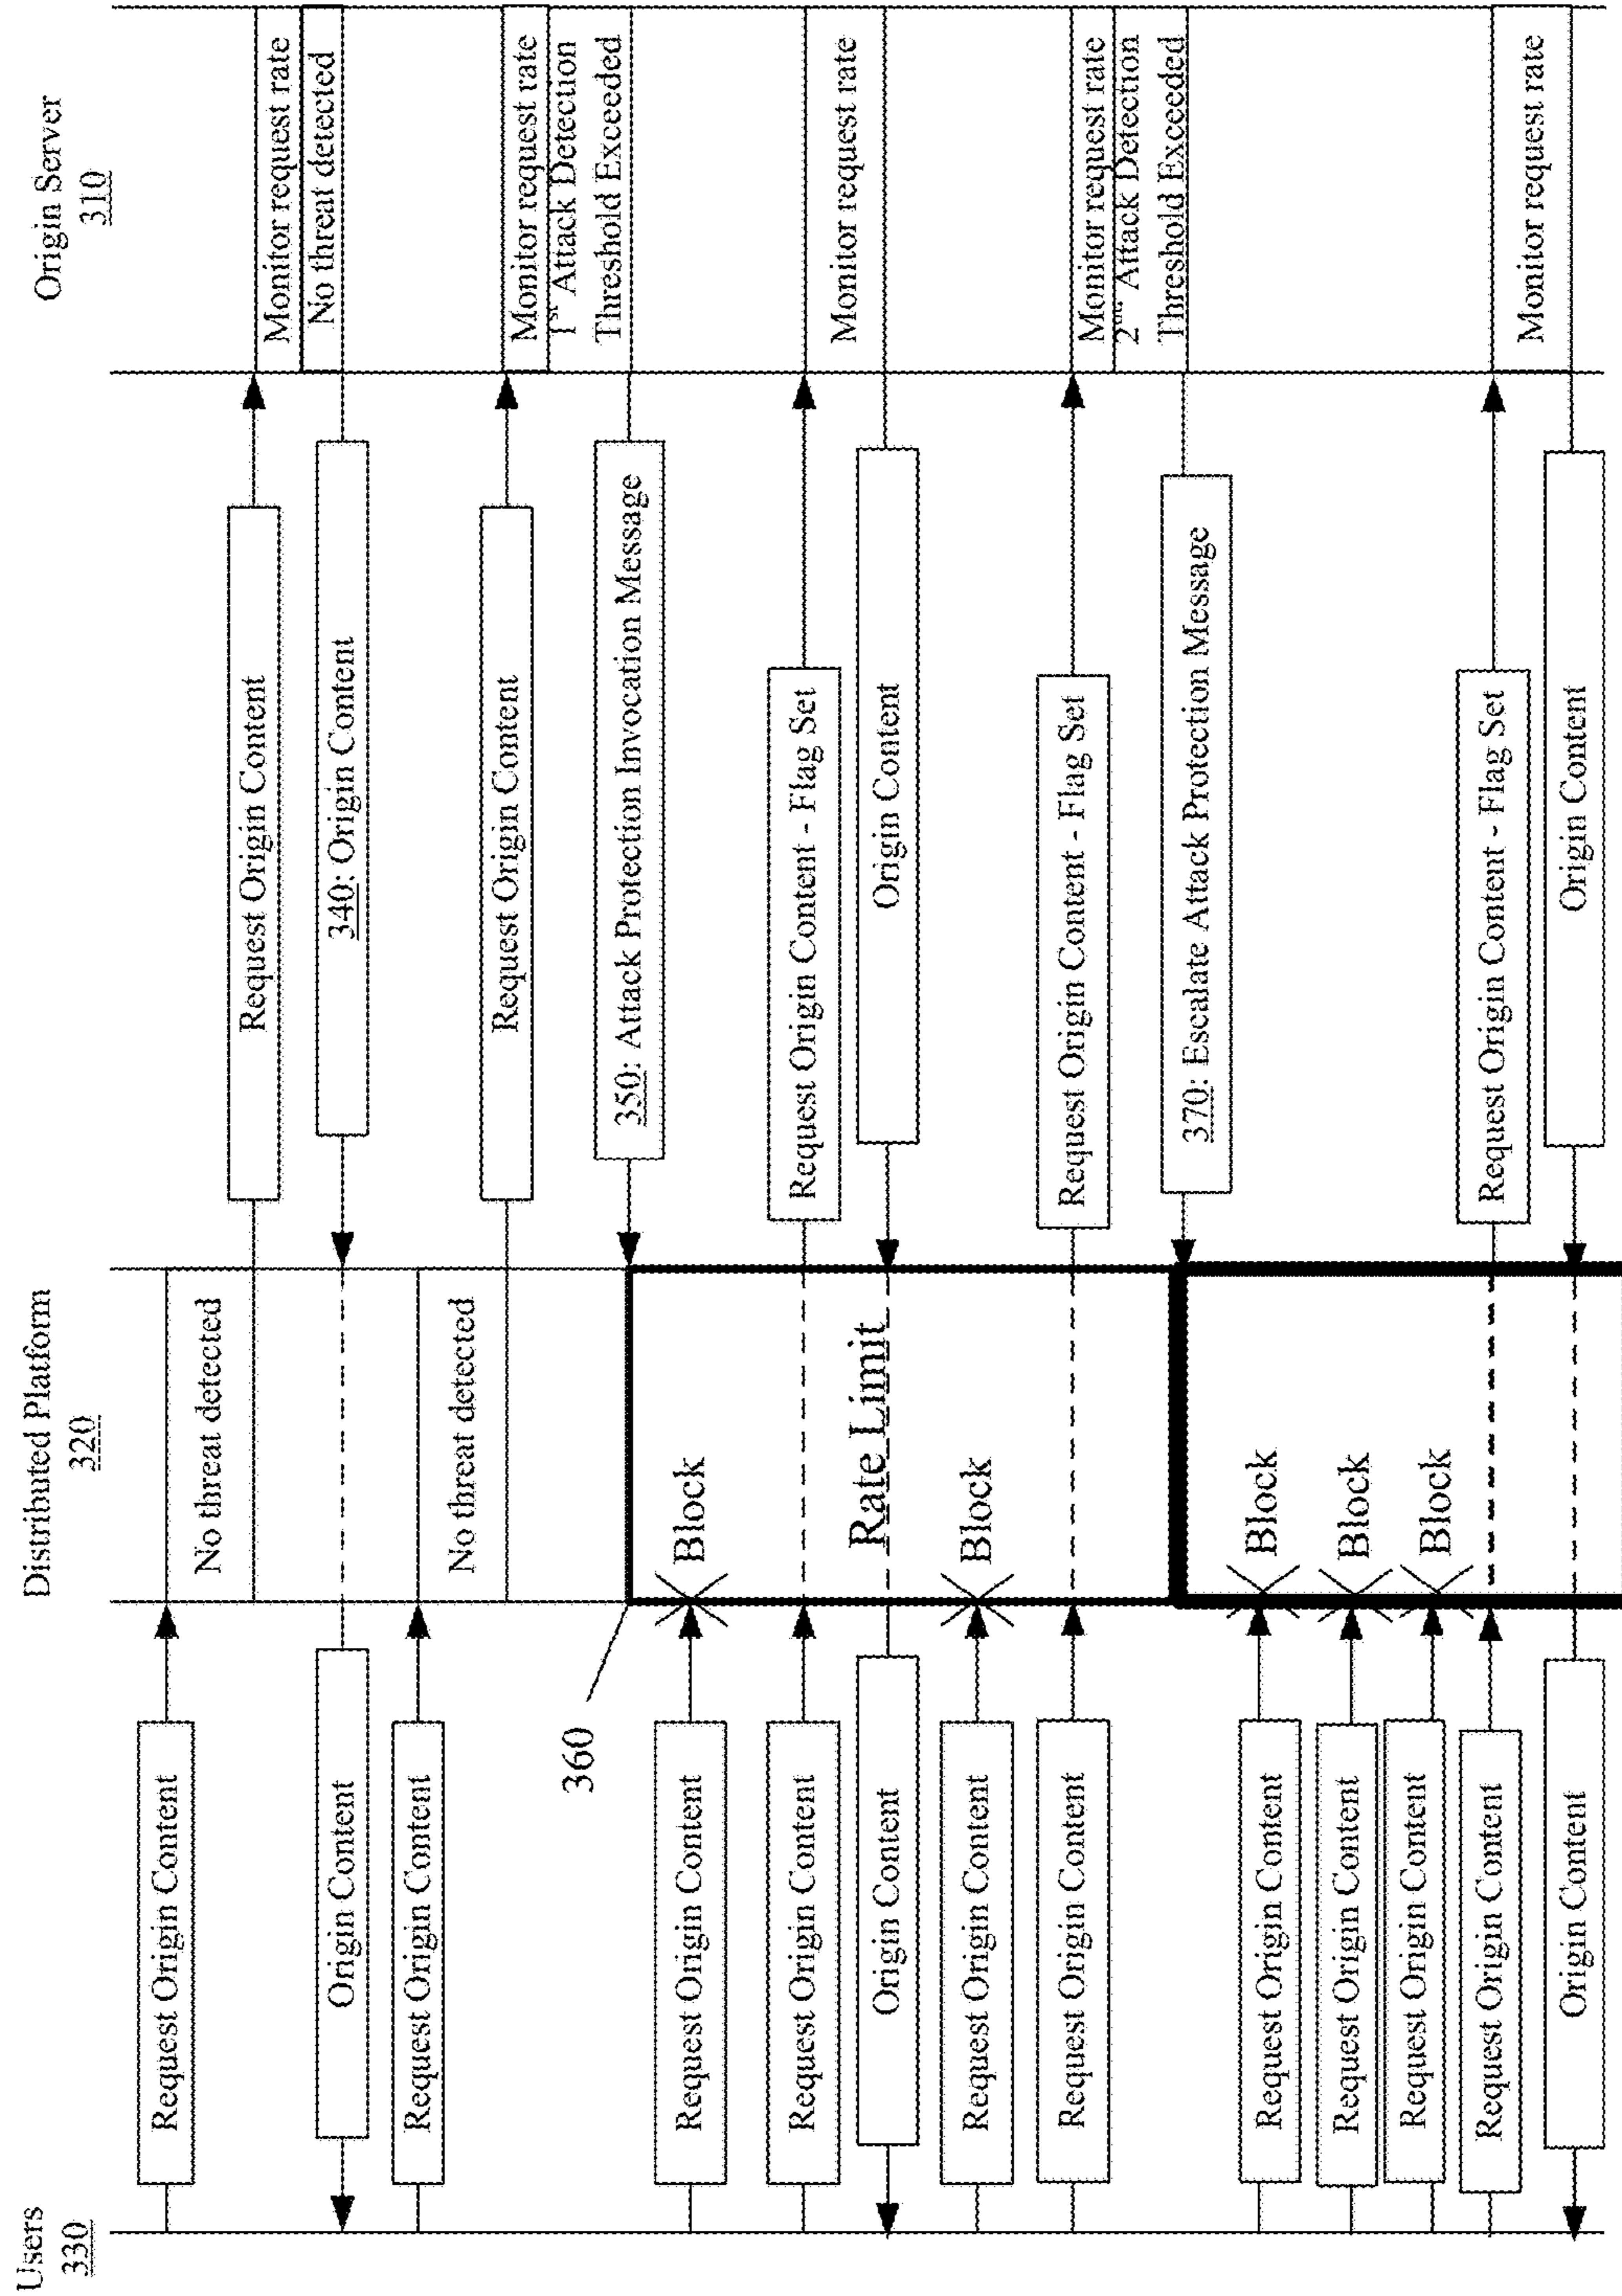 Users
330
Distributed Platform
320
Origin Server
310
Request Origin Content
No threat detected
Request Origin Content
Monitor request rate
No threat detected
340: Origin Content
Origin Content
Request Origin Content
No threat detected
Request Origin Content
Monitor request rate
1st Attack Detection
Threshold Exceeded
350: Attack Protection Invocation Message
360
Request Origin Content
Block
Request Origin Content
Request Origin Content - Flag Set
Monitor request rate
Origin Content
Rate Limit
Origin Content
Request Origin Content
Block
Request Origin Content
Request Origin Content - Flag Set
Monitor request rate
2nd Attack Detection
Threshold Exceeded
370: Escalate Attack Protection Message
Request Origin Content
Block
Request Origin Content
Block
Request Origin Content
Block
Request Origin Content
Request Origin Content - Flag Set
Monitor request rate
Origin Content
Origin Content